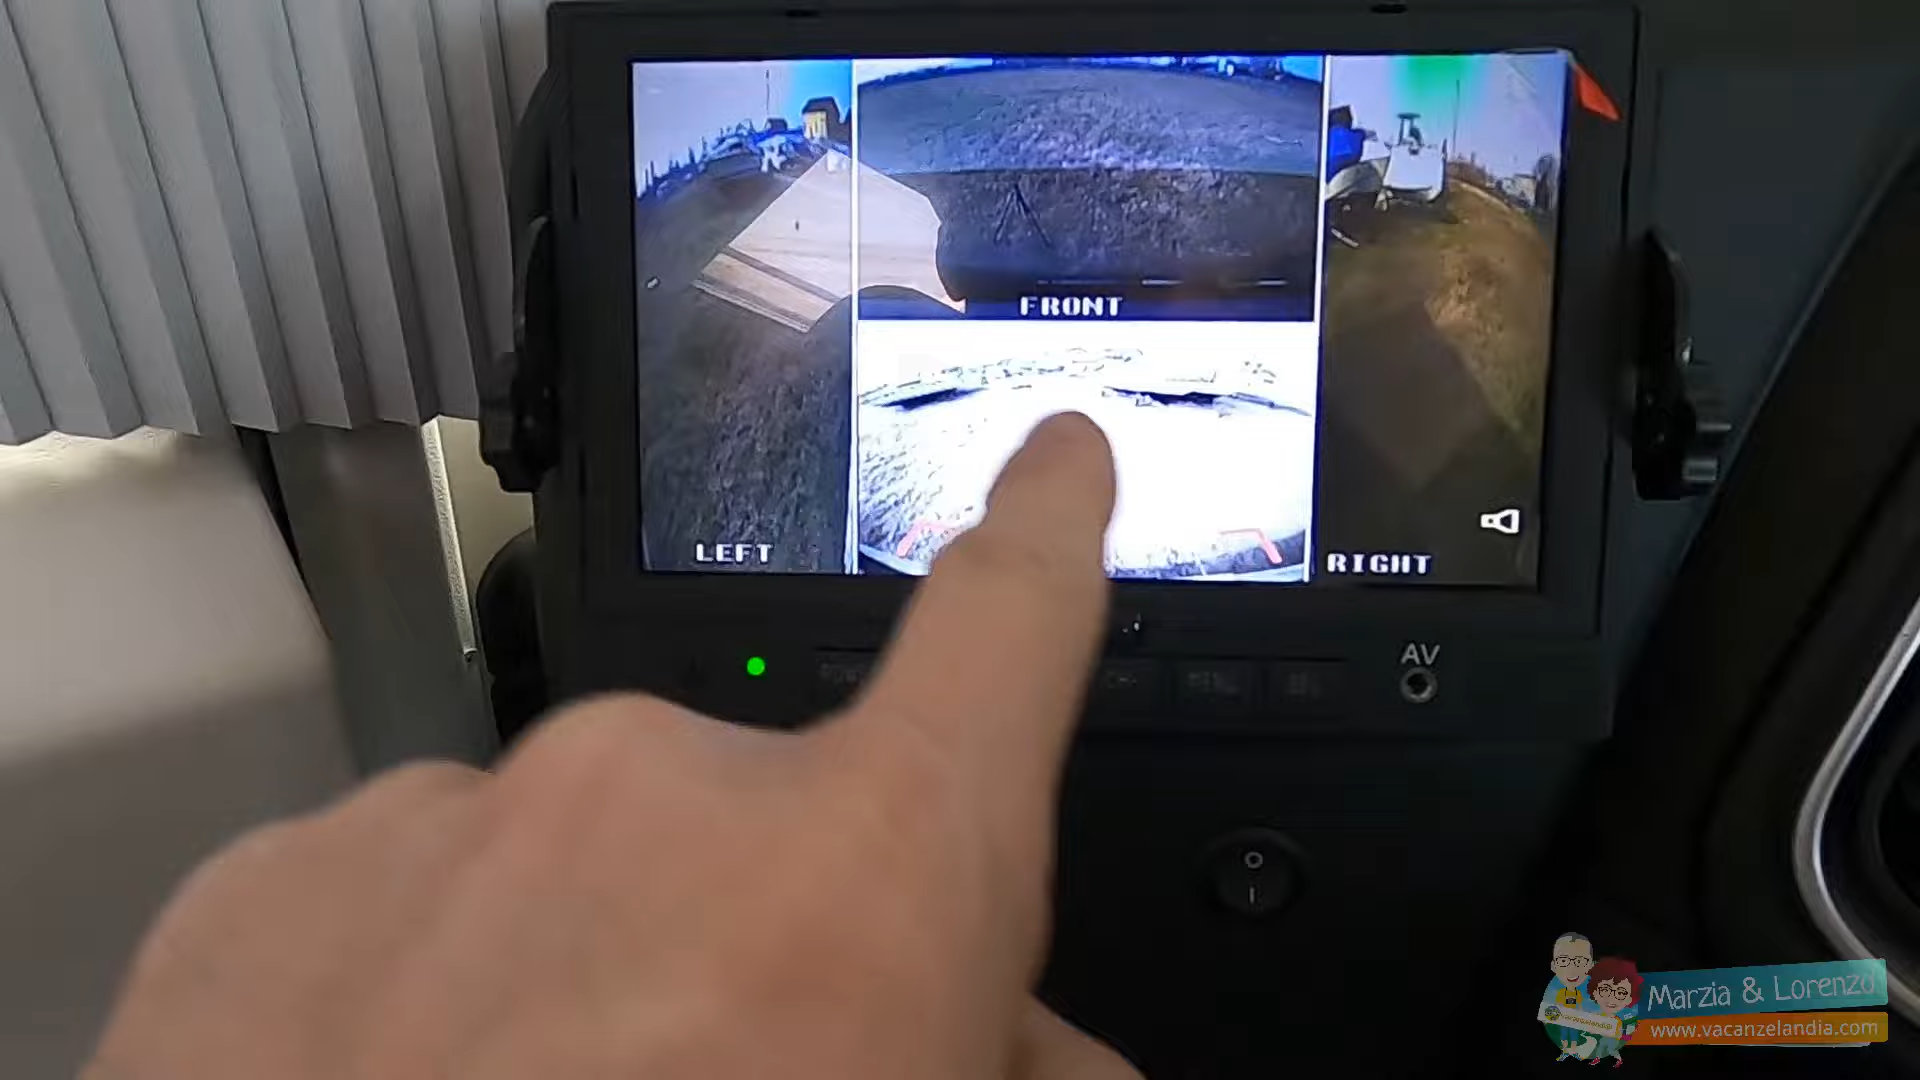 FRONT
LEFT
RIGHT
AV
O
I
Marzia & Lorenzo
www.vacanzelandia.com